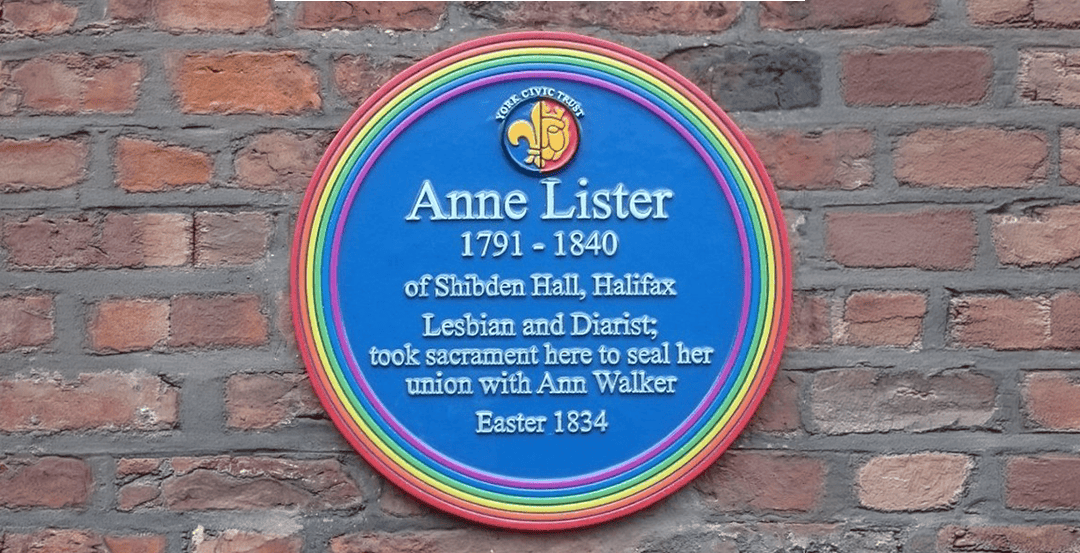 YORK CIVIC TRUST
Anne Lister
1791 - 1840
of Shibden Hall, Halifax
Lesbian and Diarist;
took sacrament here to seal her
union with Ann Walker
Easter 1834